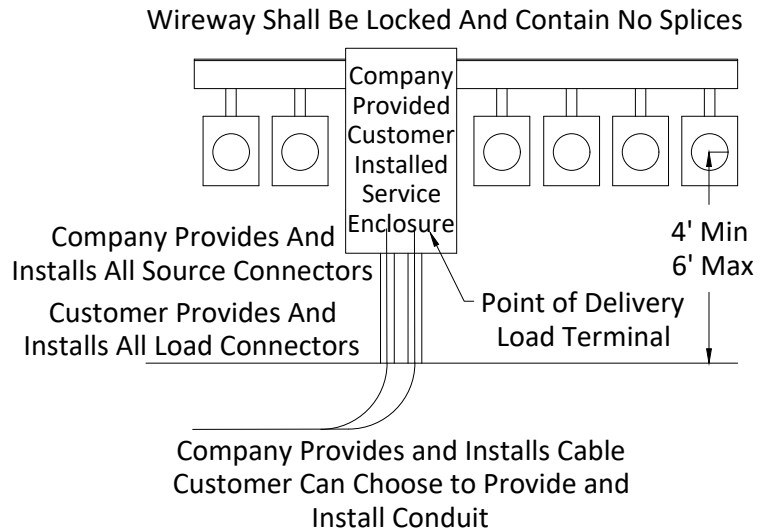 Wireway Shall Be Locked And Contain No Splices
Company
Provided
Customer
Installed
Service
Enclosure
Company Provides And
Installs All Source Connectors
Customer Provides And
Installs All Load Connectors
4' Min
6' Max
Point of Delivery
Load Terminal
Company Provides and Installs Cable
Customer Can Choose to Provide and
Install Conduit